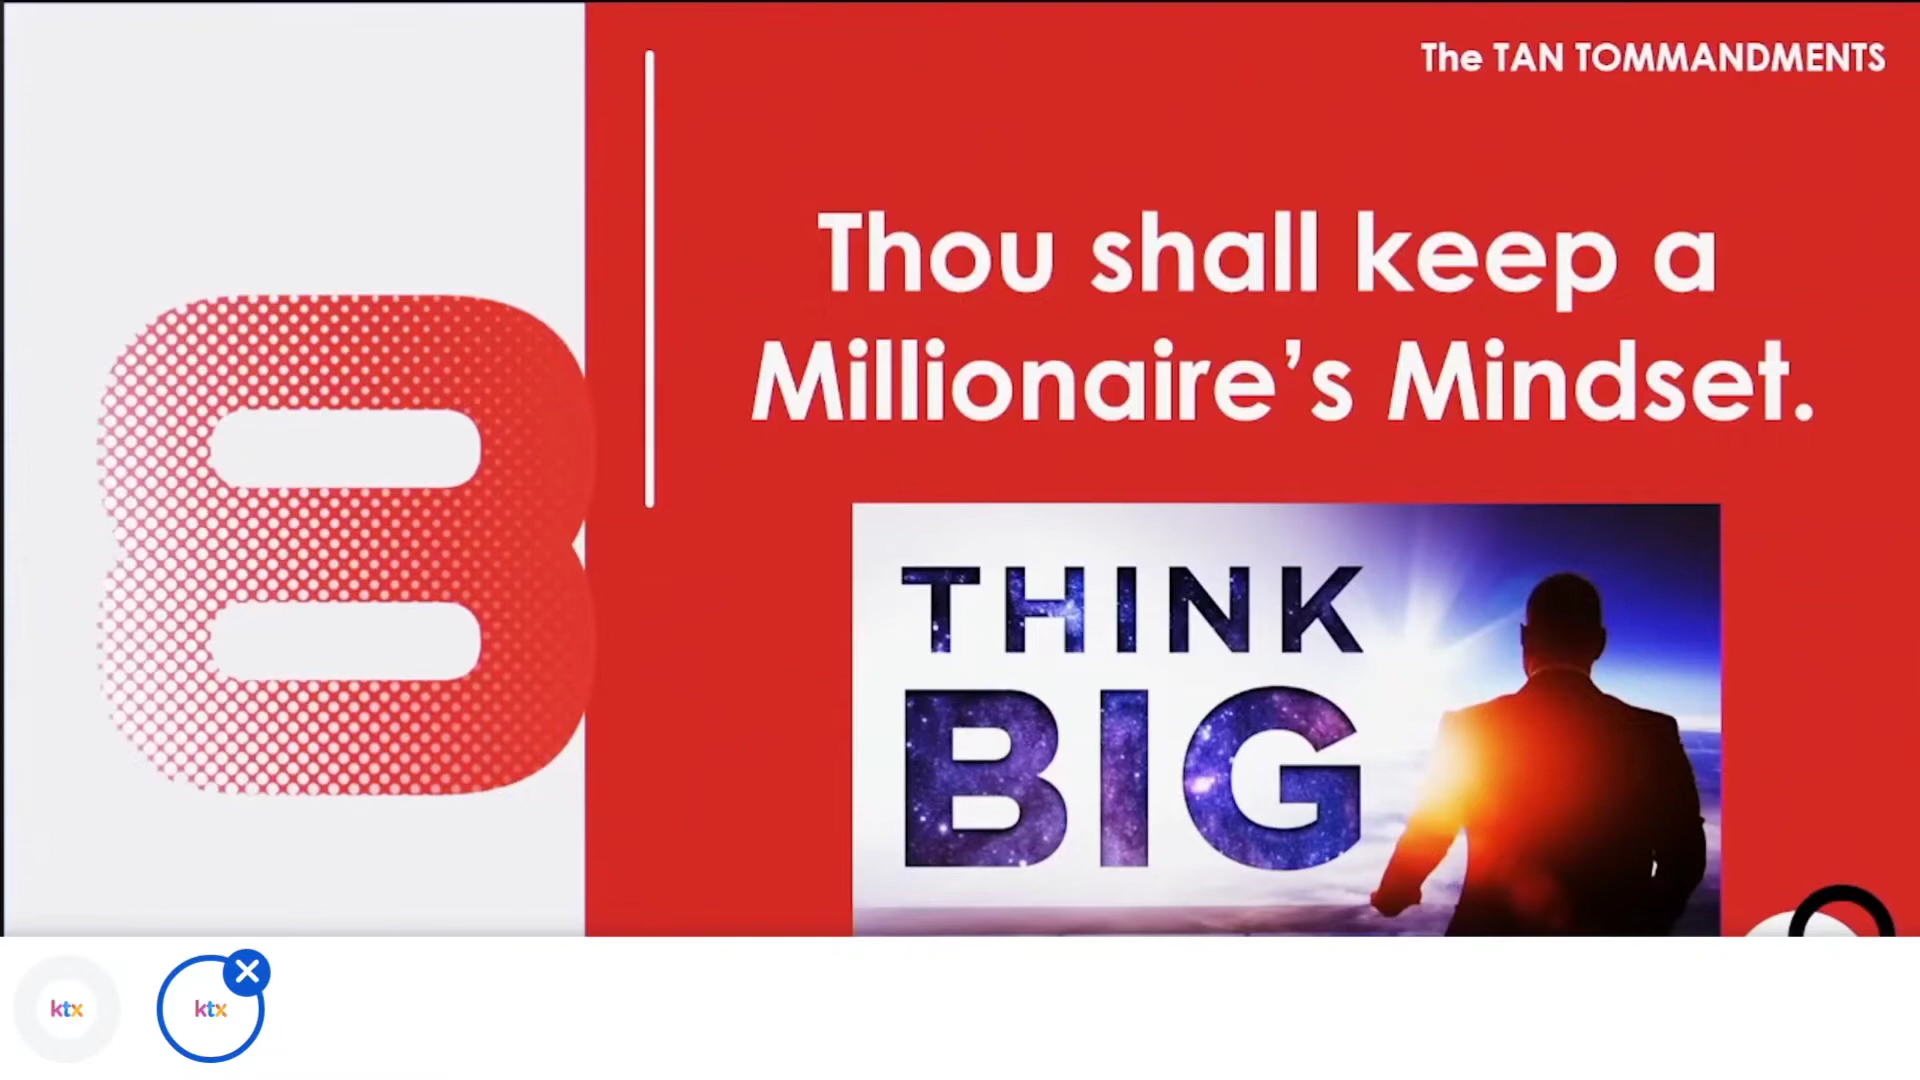 The TAN TOMMANDMENTS
8
Thou shall keep a
Millionaire's Mindset.
THINK
BIG
ktx
ktx